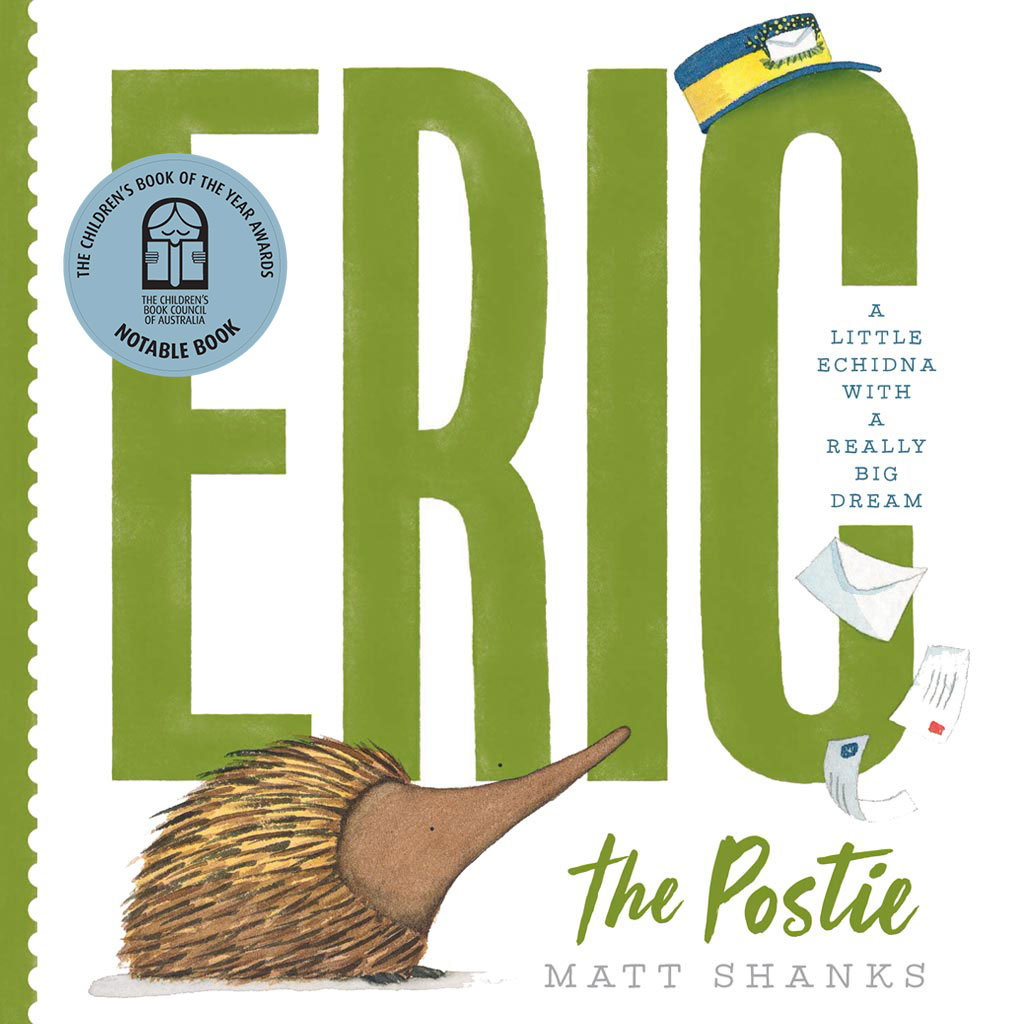 ERIC
THE CHILDREN'S BOOK OF THE YEAR AWARDS
THE CHILDREN'S
BOOK COUNCIL
OF AUSTRALIA
NOTABLE BOOK
A
LITTLE
ECHIDNA
WITH
A
REALLY
BIG
DREAM
the Postie
MATT SHANKS